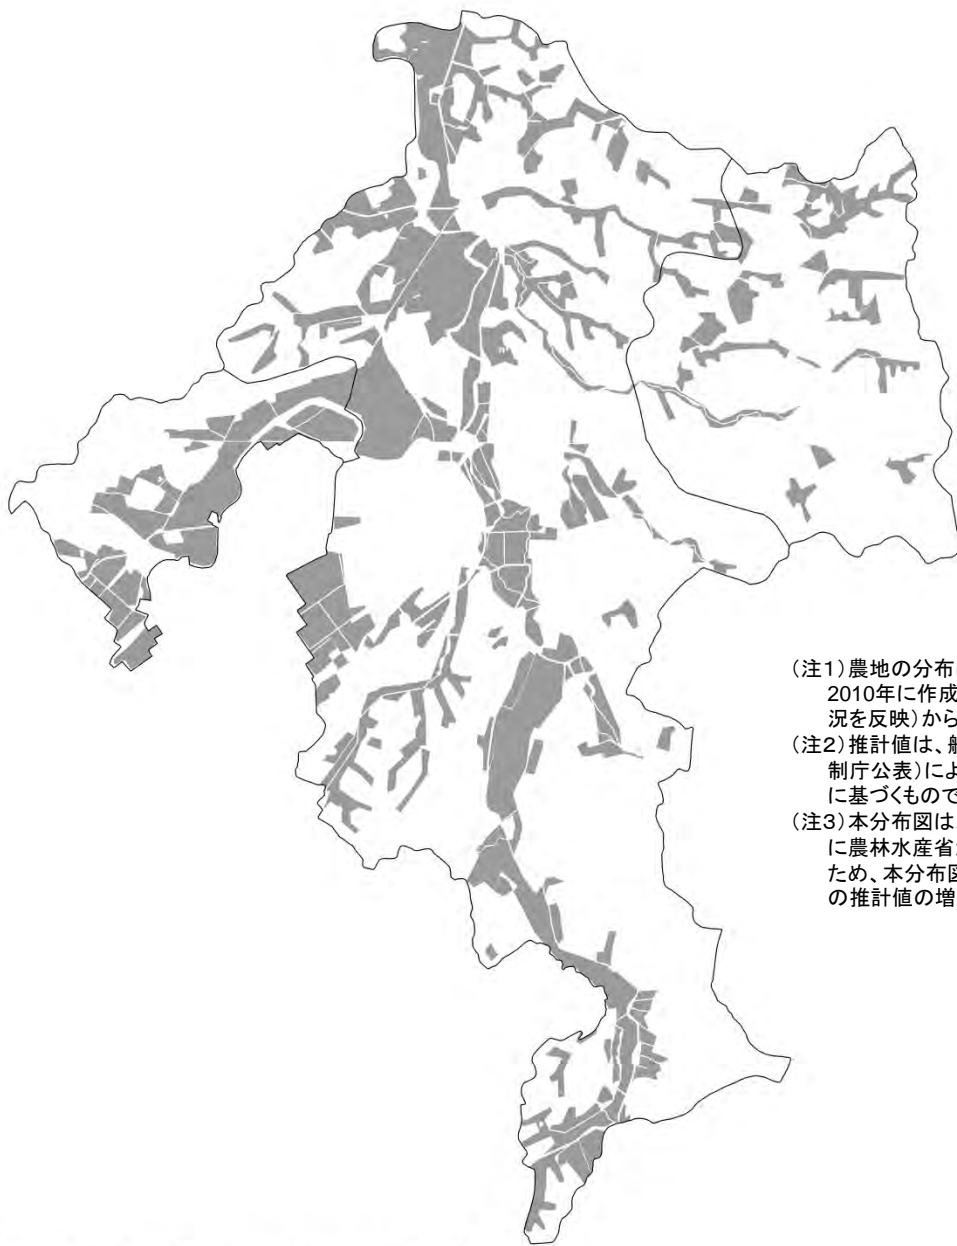 （注１）農地の分布
2010年に作成
況を反映）から
（注２）推計値は、
制庁公表）によ
に基づくもので
（注３）本分布図は
に農林水産省
ため、本分布図
の推計値の増